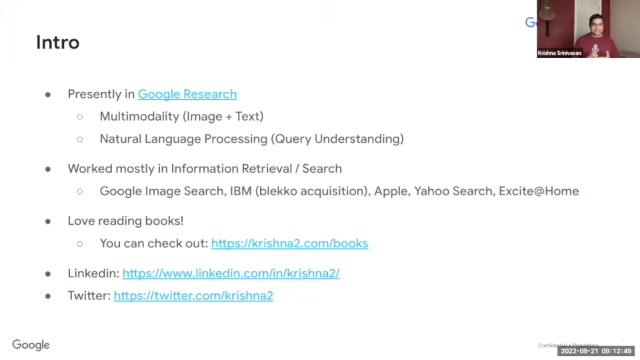 Intro
Krishna Srinivasan
● Presently in Google Research
○ Multimodality (Image + Text)
○ Natural Language Processing (Query Understanding)
● Worked mostly in Information Retrieval / Search
○ Google Image Search, IBM (blekko acquisition), Apple, Yahoo Search, Excite@Home
● Love reading books!
○ You can check out: https://krishna2.com/books
● Linkedin: https://www.linkedin.com/in/krishna2/
● Twitter: https://twitter.com/krishna2
Google
Confidential + Proprietary
2022-09-21 09:12:49